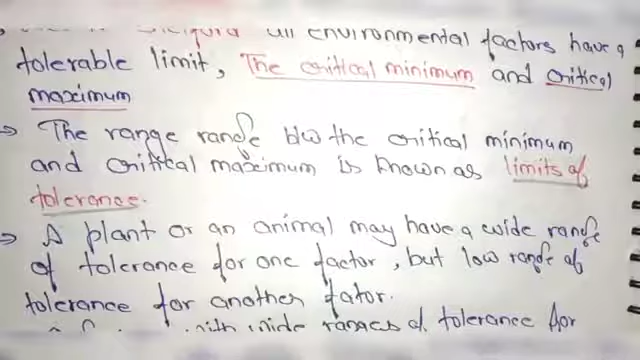 all environmental factors have a
tolerable limit, The critical minimum and critical
maximum
→ The range range b/w the critical minimum
and critical maximum is known as limits of
tolerance.
→ A plant or an animal may have a wide range
of tolerance for one factor, but low range of
tolerance for another fator.
with wide ranges of tolerance for